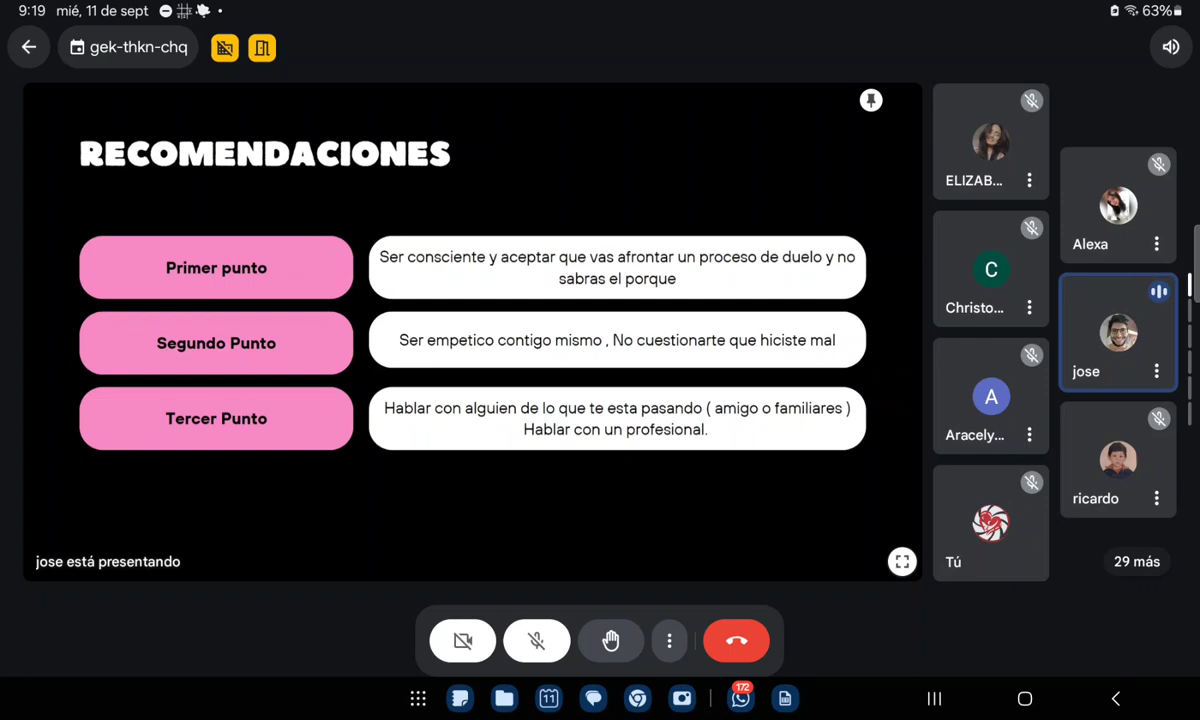 9:19 mié, 11 de sept
63%
gek-thkn-chq
RECOMENDACIONES
Primer punto
Ser consciente y aceptar que vas afrontar un proceso de duelo y no
sabras el porque
Segundo Punto
Ser empetico contigo mismo , No cuestionarte que hiciste mal
Tercer Punto
Hablar con alguien de lo que te esta pasando ( amigo o familiares )
Hablar con un profesional.
jose está presentando
ELIZAB...
Alexa
C
Christo...
jose
A
Aracely...
ricardo
Tú
29 más
11
172